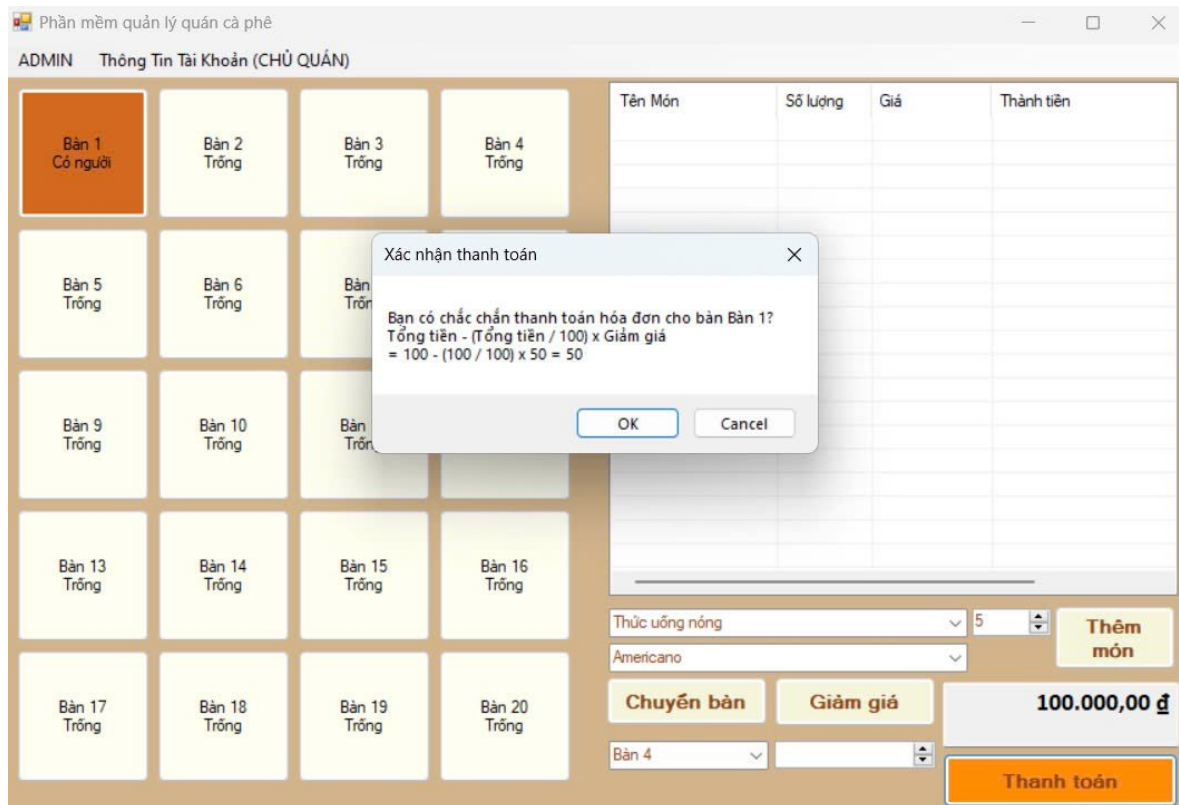 Phần mềm quản lý quán cà phê
ADMIN Thông Tin Tài Khoản (CHỦ QUÁN)
Bàn 1
Có người
Bàn 2
Trống
Bàn 3
Trống
Bàn 4
Trống
Tên Món Số lượng Giá Thành tiền
Bàn 5
Trống
Bàn 6
Trống
Bàn
Xác nhận thanh toán
Bạn có chắc chắn thanh toán hóa đơn cho bàn Bàn 1?
Tổng tiền - (Tổng tiền / 100) x Giảm giá
= 100 - (100 / 100) x 50 = 50
OK Cancel
Bàn 9
Trống
Bàn 10
Trống
Bàn
Bàn 13
Trống
Bàn 14
Trống
Bàn 15
Trống
Bàn 16
Trống
Bàn 17
Trống
Bàn 18
Trống
Bàn 19
Trống
Bàn 20
Trống
Thức uống nóng 5
Americano
Thêm
món
Chuyển bàn Giảm giá 100.000,00 ₫
Bàn 4
Thanh toán